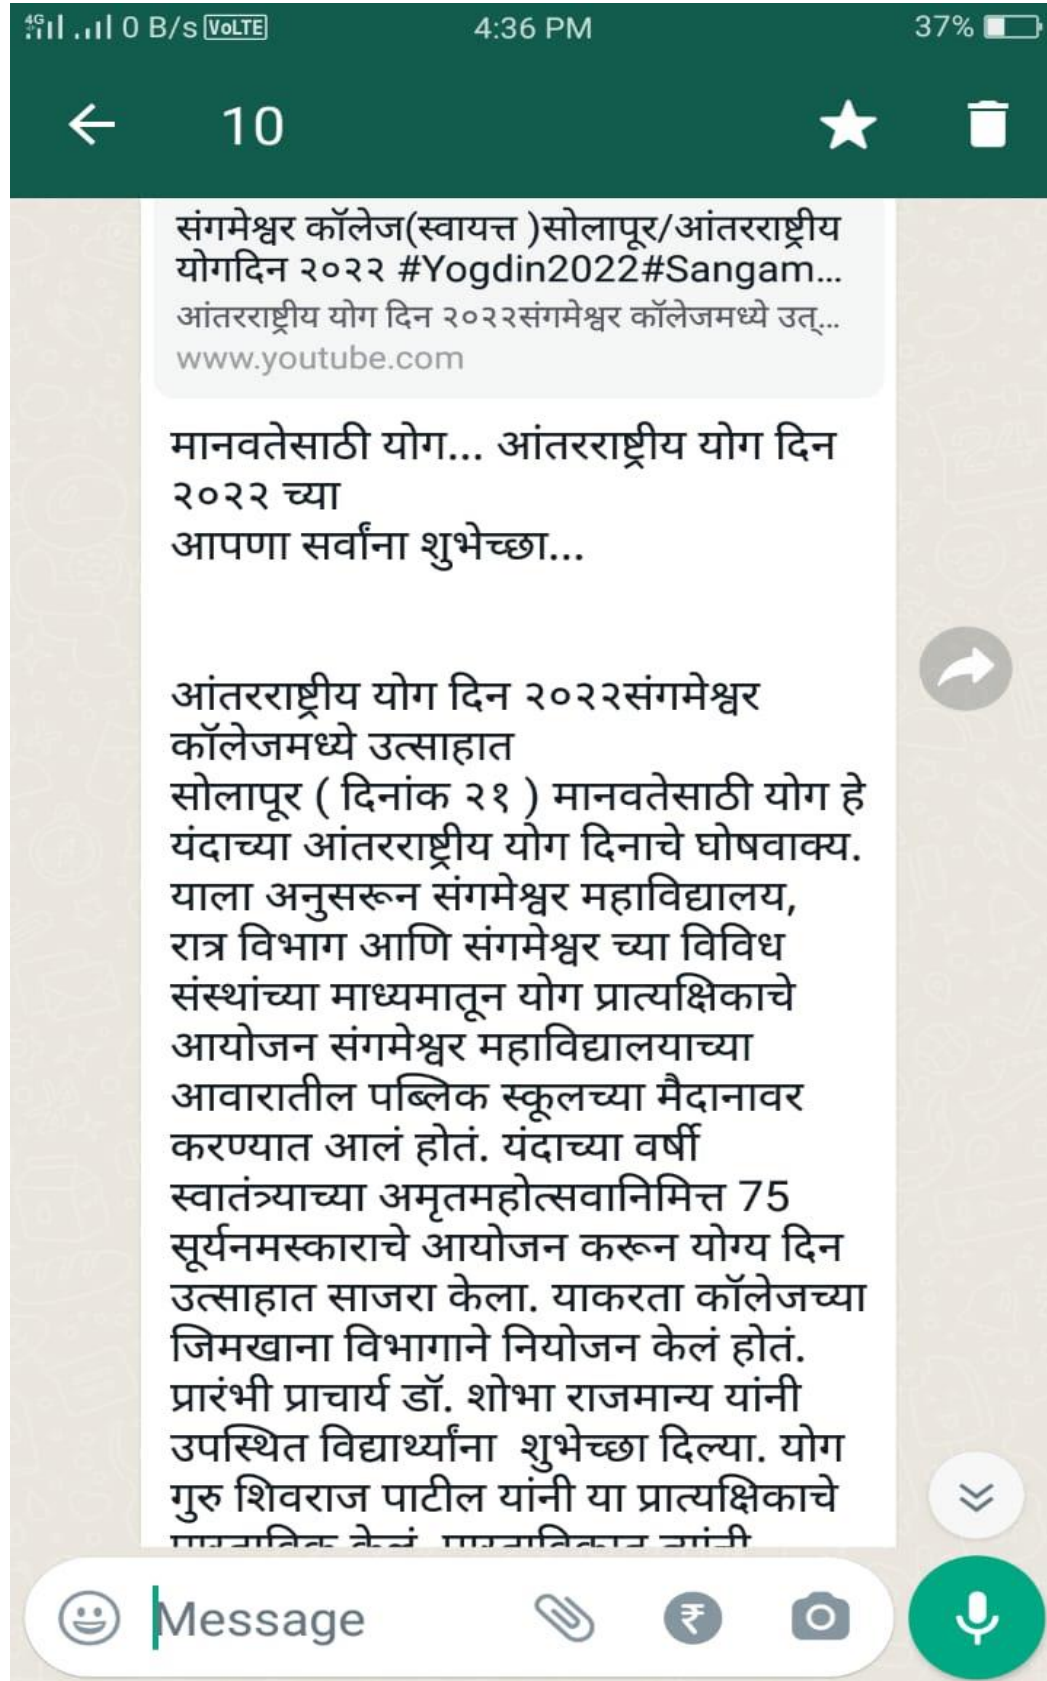 4G 0 B/s VoLTE 4:36 PM 37%
10
संगमेश्वर कॉलेज(स्वायत्त )सोलापूर/आंतरराष्ट्रीय
योगदिन २०२२ #Yogdin2022#Sangam...
आंतरराष्ट्रीय योग दिन २०२२संगमेश्वर कॉलेजमध्ये उत्...
www.youtube.com
मानवतेसाठी योग... आंतरराष्ट्रीय योग दिन
२०२२ च्या
आपणा सर्वांना शुभेच्छा...
आंतरराष्ट्रीय योग दिन २०२२संगमेश्वर
कॉलेजमध्ये उत्साहात
सोलापूर ( दिनांक २१ ) मानवतेसाठी योग हे
यंदाच्या आंतरराष्ट्रीय योग दिनाचे घोषवाक्य.
याला अनुसरून संगमेश्वर महाविद्यालय,
रात्र विभाग आणि संगमेश्वर च्या विविध
संस्थांच्या माध्यमातून योग प्रात्यक्षिकाचे
आयोजन संगमेश्वर महाविद्यालयाच्या
आवारातील पब्लिक स्कूलच्या मैदानावर
करण्यात आलं होतं. यंदाच्या वर्षी
स्वातंत्र्याच्या अमृतमहोत्सवानिमित्त 75
सूर्यनमस्काराचे आयोजन करून योग्य दिन
उत्साहात साजरा केला. याकरता कॉलेजच्या
जिमखाना विभागाने नियोजन केलं होतं.
प्रारंभी प्राचार्य डॉ. शोभा राजमान्य यांनी
उपस्थित विद्यार्थ्यांना  शुभेच्छा दिल्या. योग
गुरु शिवराज पाटील यांनी या प्रात्यक्षिकाचे
Message